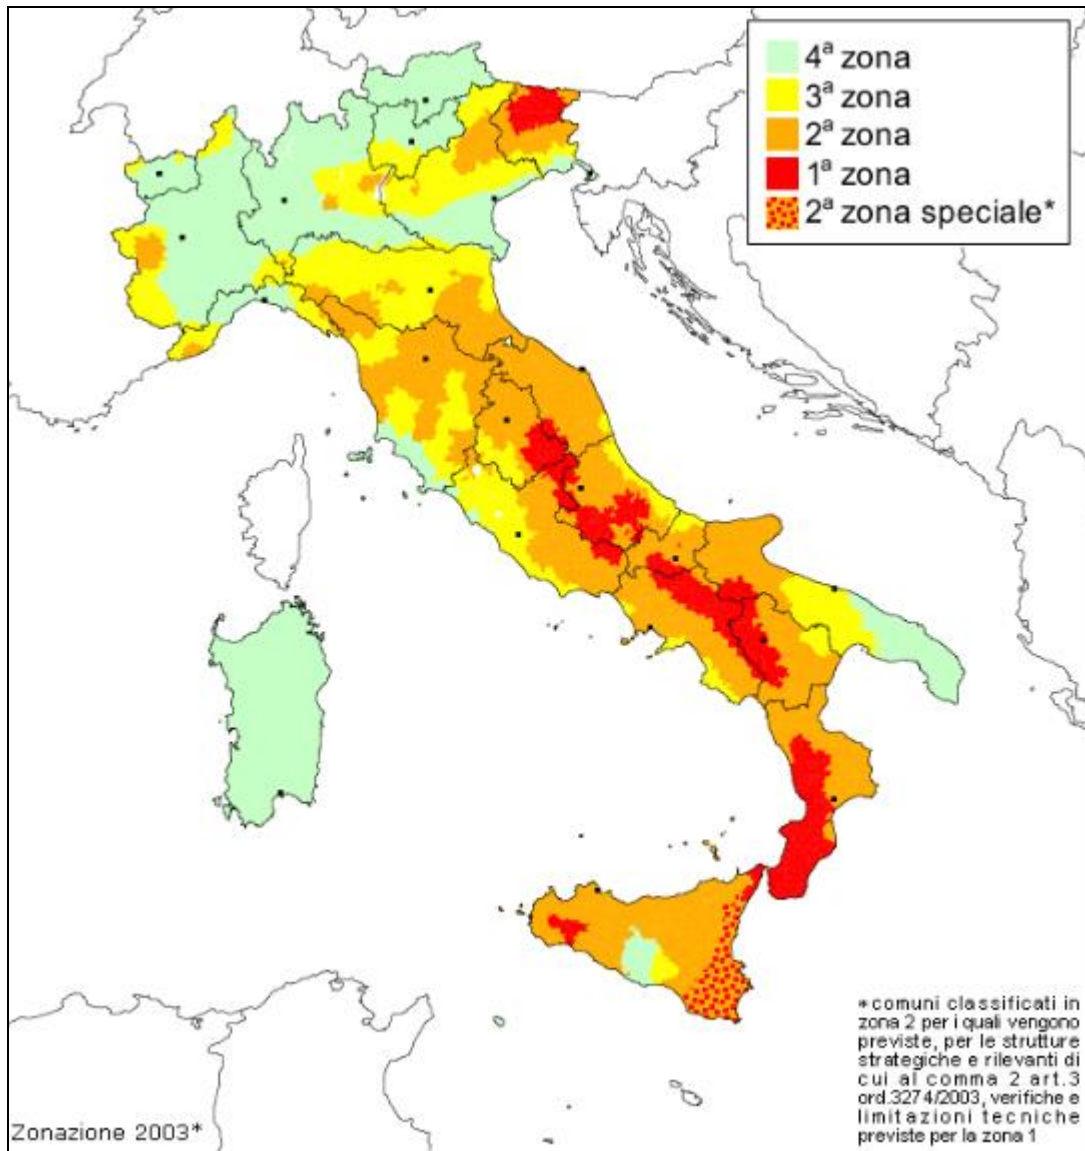 4ª zona
3ª zona
2ª zona
1ª zona
2ª zona speciale*
*comuni classificati in
zona 2 per i quali vengono
previste, per le strutture
strategiche e rilevanti di
cui al comma 2 art.3
ord.3274/2003, verifiche e
limitazioni tecniche
previste per la zona 1
Zonazione 2003*